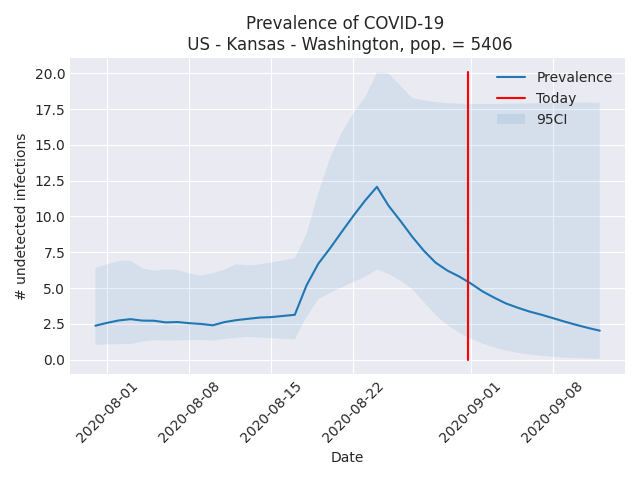 Prevalence of COVID-19
US - Kansas - Washington, pop. = 5406
Prevalence
Today
95CI
# undetected infections
20.0
17.5
15.0
12.5
10.0
7.5
5.0
2.5
0.0
2020-08-01
2020-08-08
2020-08-15
2020-08-22
2020-09-01
2020-09-08
Date